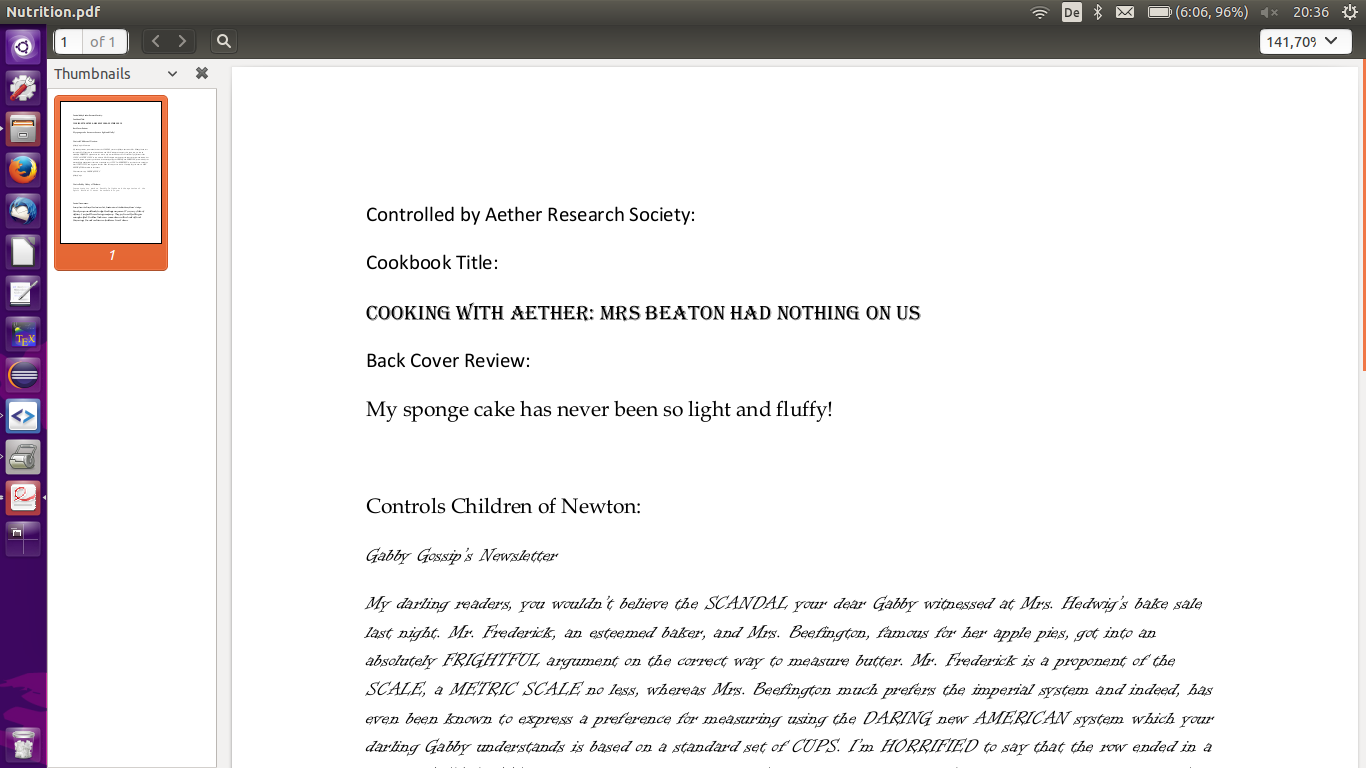 Nutrition.pdf
De
(6:06, 96%)
20:36
1
of 1
141,70%
Thumbnails
1
Controlled by Aether Research Society:
Cookbook Title:
COOKING WITH AETHER: MRS BEATON HAD NOTHING ON US
Back Cover Review:
My sponge cake has never been so light and fluffy!
Controls Children of Newton:
Gabby Gossip's Newsletter
My darling readers, you wouldn't believe the SCANDAL your dear Gabby witnessed at Mrs. Hedwig's bake sale
last night. Mr. Frederick, an esteemed baker, and Mrs. Beefington, famous for her apple pies, got into an
absolutely FRIGHTFUL argument on the correct way to measure butter. Mr. Frederick is a proponent of the
SCALE, a METRIC SCALE no less, whereas Mrs. Beefington much prefers the imperial system and indeed, has
even been known to express a preference for measuring using the DARING new AMERICAN system which your
darling Gabby understands is based on a standard set of CUPS. I'm HORRIFIED to say that the row ended in a